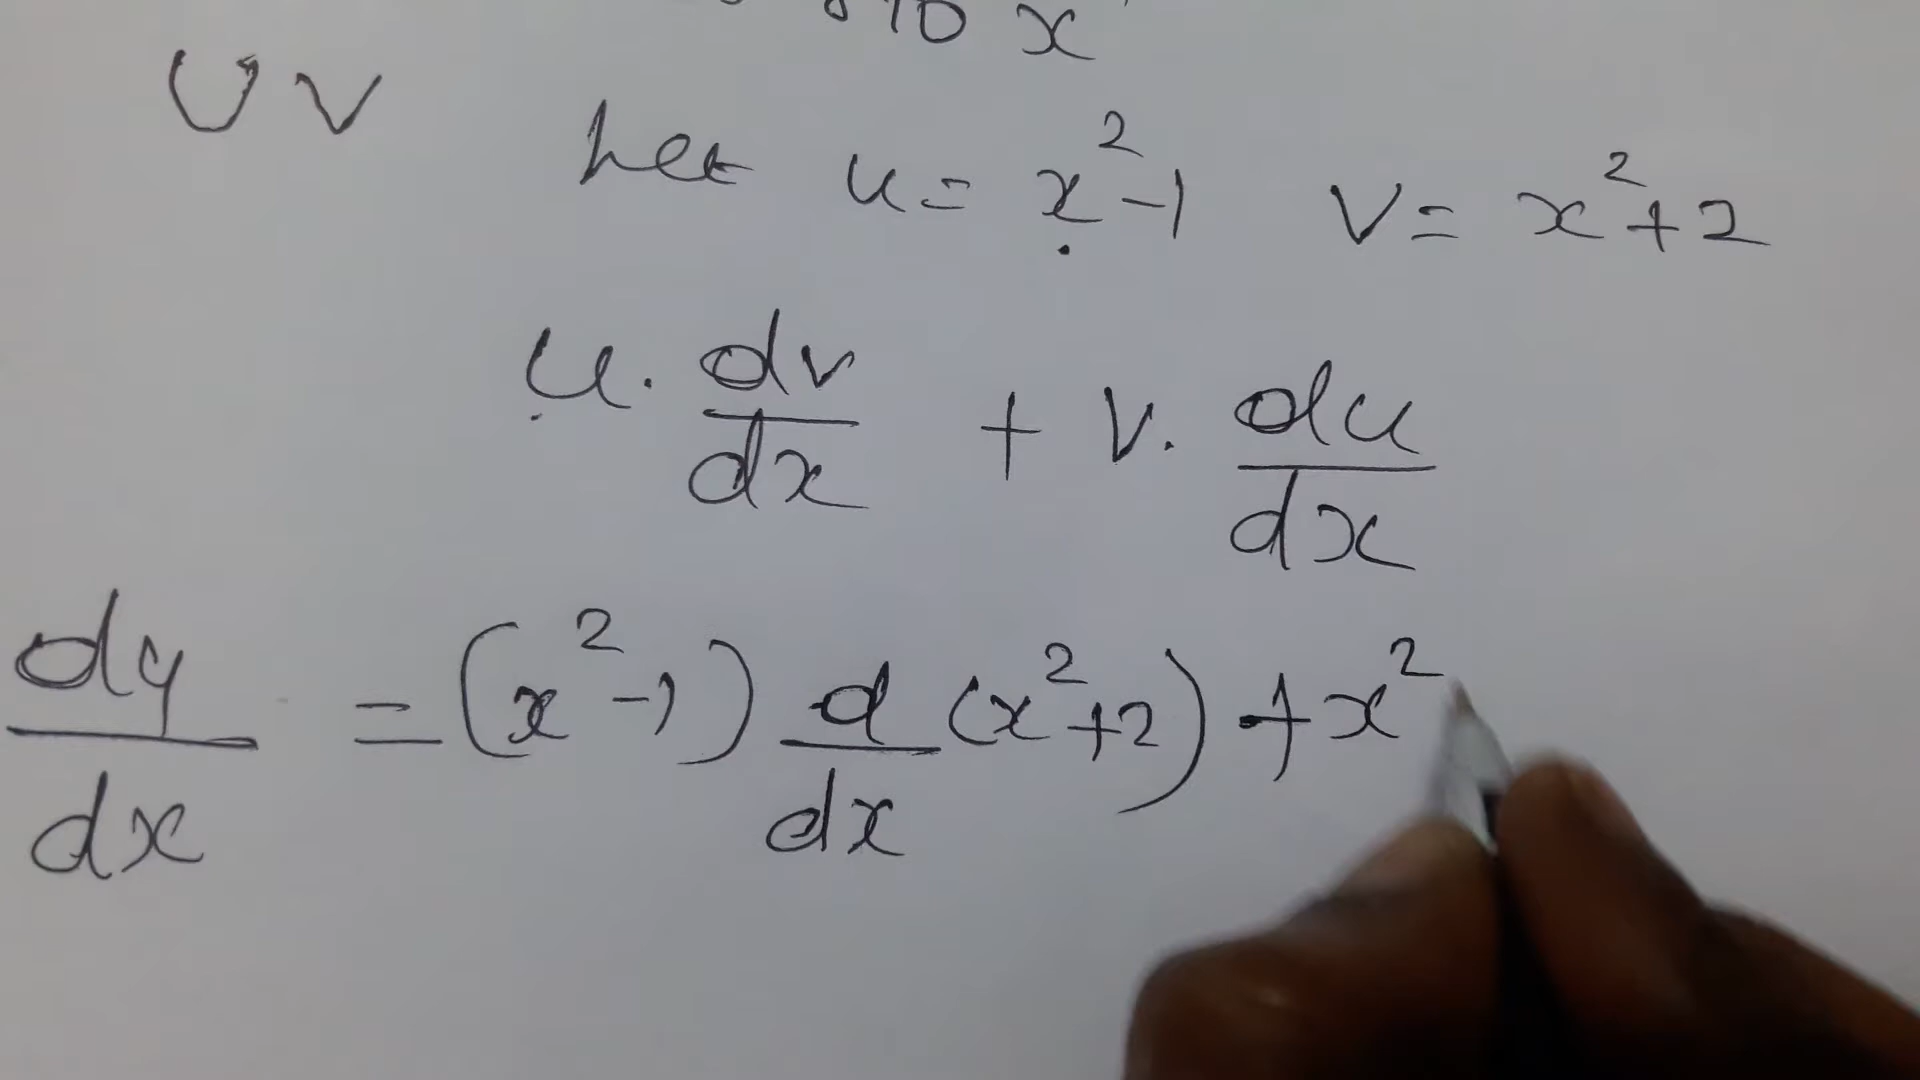 x
UV
Let u = x² - 1 V = x² + 2
u. dv/dx + V. du/dx
dy/dx = (x² - 1) d/dx (x² + 2) + x²